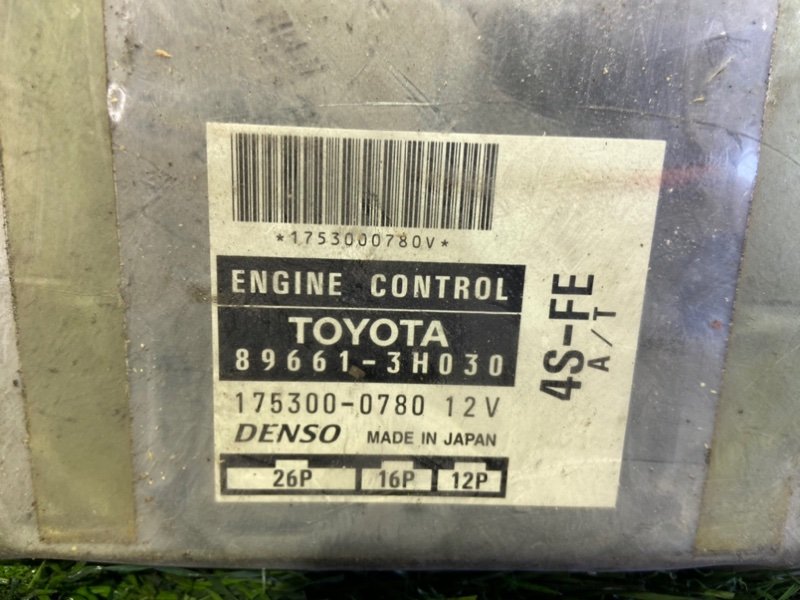 *1753000780V*
ENGINE CONTROL
TOYOTA
89661-3H030
175300-0780 12V
DENSO MADE IN JAPAN
26P 16P 12P
4S-FE
A/T